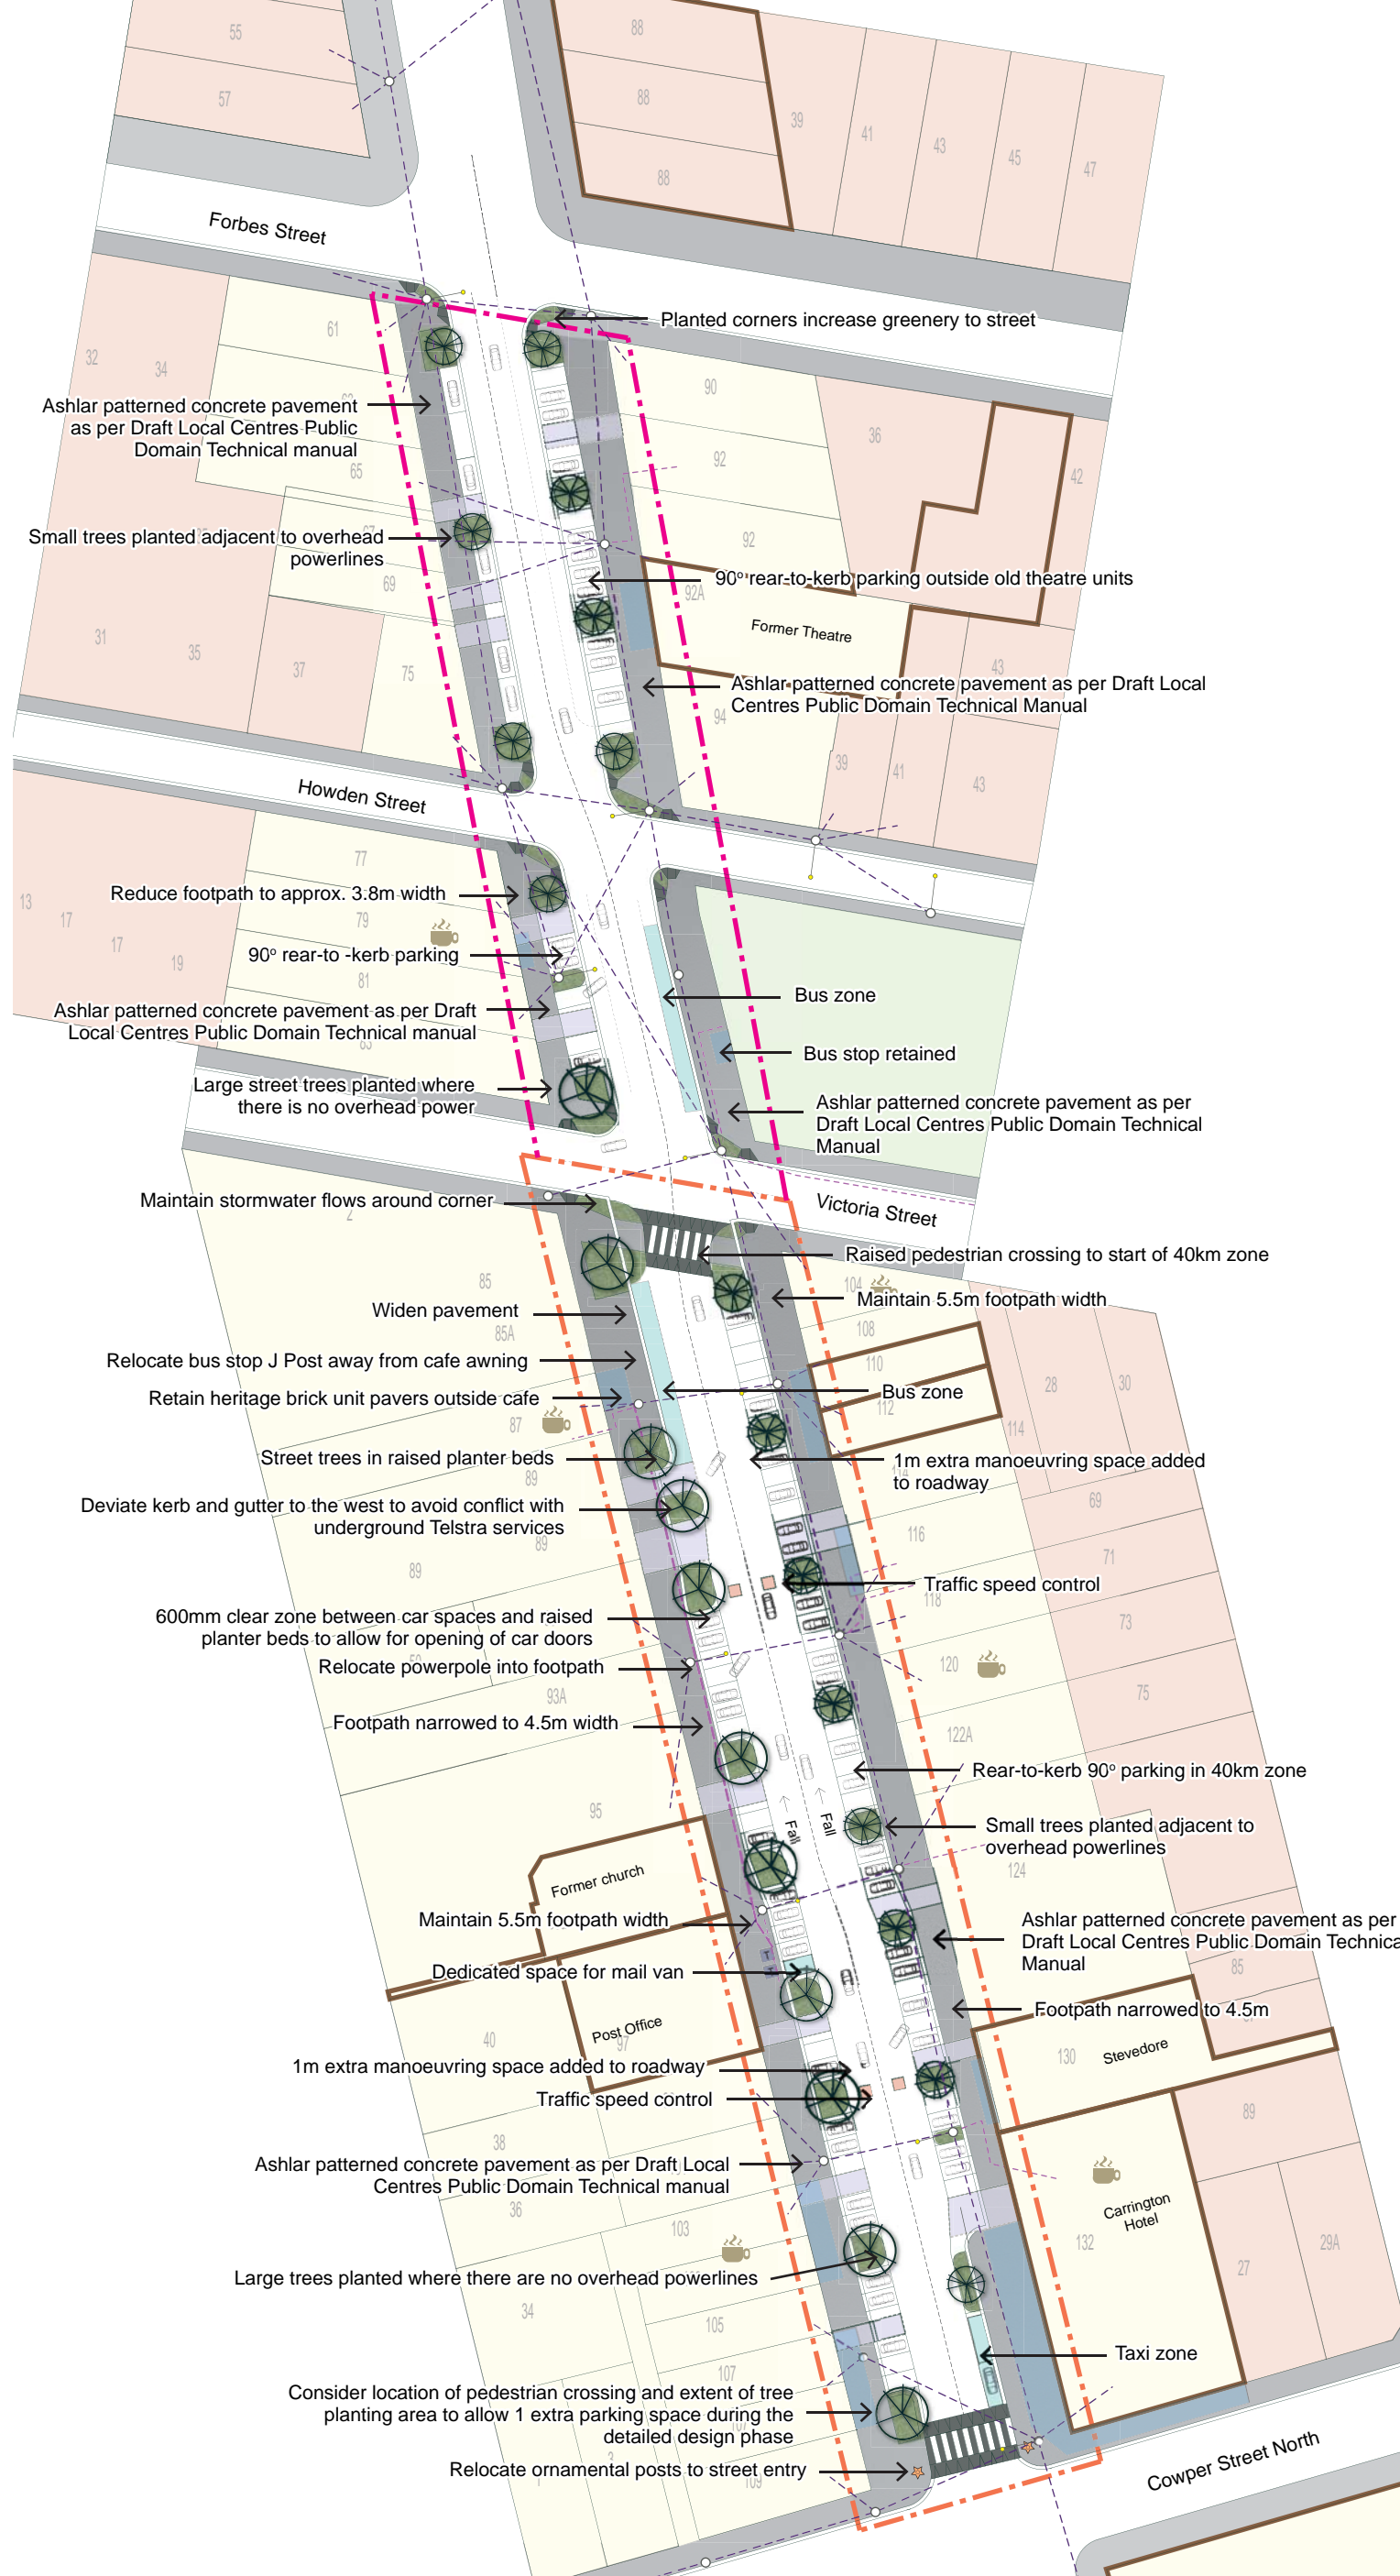 55
57
88
88
88
39
41
43
45
47
Forbes Street
Planted corners increase greenery to street
61
32
34
90
36
42
92
92
Ashlar patterned concrete pavement
as per Draft Local Centres Public
Domain Technical manual
65
Small trees planted adjacent to overhead
powerlines
69
90º rear-to-kerb parking outside old theatre units
92A
Former Theatre
31
35
37
75
43
Ashlar patterned concrete pavement as per Draft Local
Centres Public Domain Technical Manual
94
39
41
43
Howden Street
77
13
17
17
19
Reduce footpath to approx. 3.8m width
79
90º rear-to -kerb parking
81
Bus zone
Ashlar patterned concrete pavement as per Draft
Local Centres Public Domain Technical manual
Bus stop retained
Large street trees planted where
there is no overhead power
Ashlar patterned concrete pavement as per
Draft Local Centres Public Domain Technical
Manual
Maintain stormwater flows around corner
2
Victoria Street
Raised pedestrian crossing to start of 40km zone
85
104
Maintain 5.5m footpath width
Widen pavement
85A
108
110
112
28
30
114
Relocate bus stop J Post away from cafe awning
Bus zone
Retain heritage brick unit pavers outside cafe
87
Street trees in raised planter beds
1m extra manoeuvring space added
to roadway
89
69
Deviate kerb and gutter to the west to avoid conflict with
underground Telstra services
89
89
116
71
Traffic speed control
118
73
600mm clear zone between car spaces and raised
planter beds to allow for opening of car doors
Relocate powerpole into footpath
120
93A
75
Footpath narrowed to 4.5m width
122A
Rear-to-kerb 90º parking in 40km zone
95
Fall
Fall
Small trees planted adjacent to
overhead powerlines
Former church
124
Maintain 5.5m footpath width
Ashlar patterned concrete pavement as per
Draft Local Centres Public Domain Technica
Manual
85
Dedicated space for mail van
Footpath narrowed to 4.5m
Post Office
97
40
130
Stevedore
1m extra manoeuvring space added to roadway
Traffic speed control
89
38
Ashlar patterned concrete pavement as per Draft Local
Centres Public Domain Technical manual
36
103
Carrington
Hotel
132
27
29A
Large trees planted where there are no overhead powerlines
34
105
Taxi zone
107
Consider location of pedestrian crossing and extent of tree
planting area to allow 1 extra parking space during the
detailed design phase
Relocate ornamental posts to street entry
109
Cowper Street North